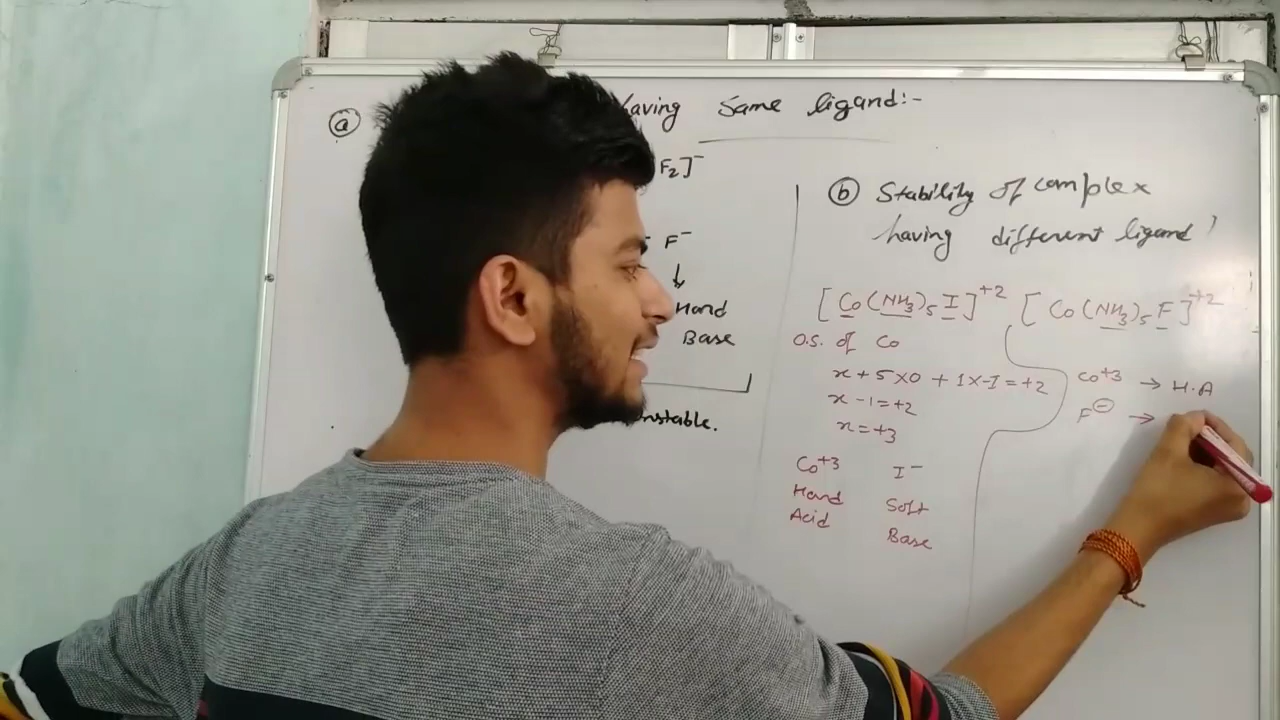 ⓐ having same ligand:-
F₂]⁻
F⁻
↓
Hard
Base
ⓑ Stability of complex
having different ligand
[Co(NH₃)₅I]⁺² [Co(NH₃)₅F]⁺²
O.S. of Co
x + 5×0 + 1×-1 = +2
x - 1 = +2
x = +3
Co⁺³ I⁻
Hard Soft
Acid Base
Co⁺³ → H.A
F⊖ →